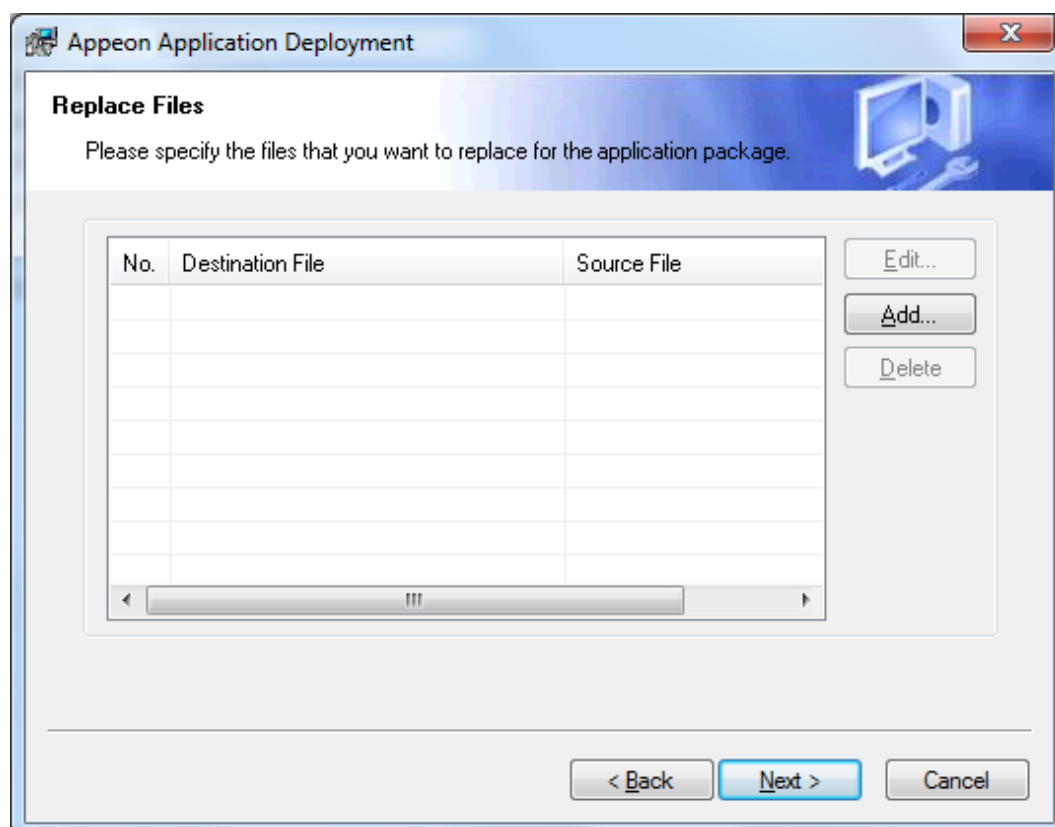 Appeon Application Deployment
Replace Files
Please specify the files that you want to replace for the application package.
No. Destination File Source File
Edit...
Add...
Delete
< Back Next > Cancel